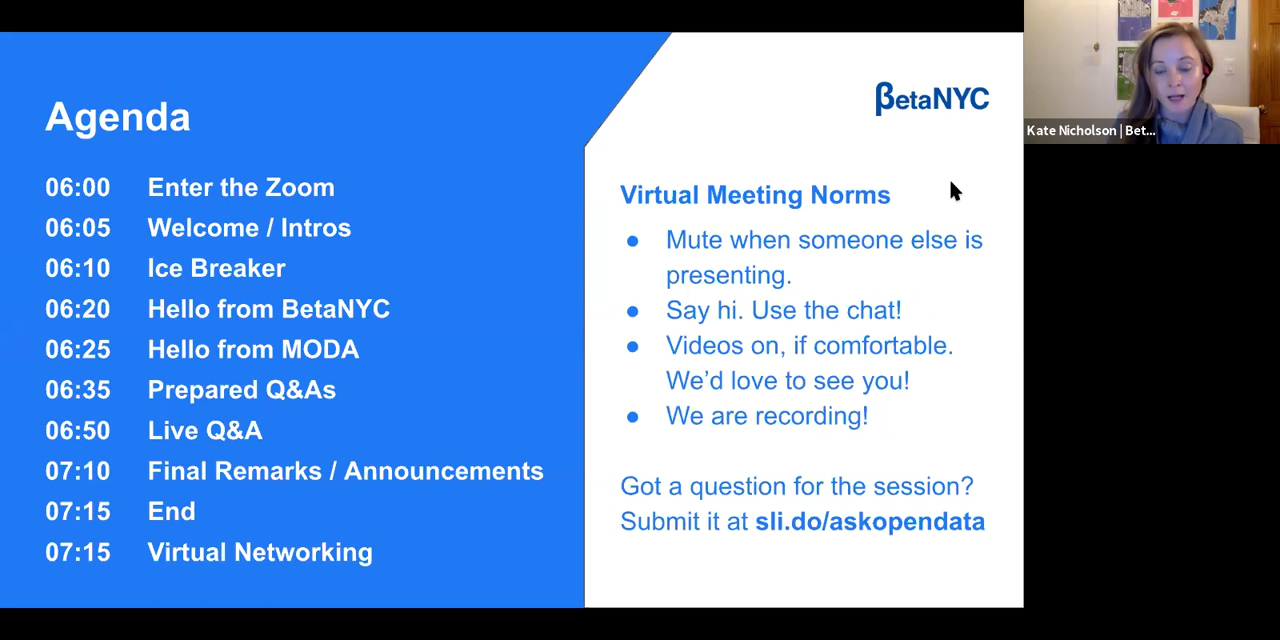 Agenda
06:00 Enter the Zoom
06:05 Welcome / Intros
06:10 Ice Breaker
06:20 Hello from BetaNYC
06:25 Hello from MODA
06:35 Prepared Q&As
06:50 Live Q&A
07:10 Final Remarks / Announcements
07:15 End
07:15 Virtual Networking
βetaNYC
Virtual Meeting Norms
● Mute when someone else is
presenting.
● Say hi. Use the chat!
● Videos on, if comfortable.
We’d love to see you!
● We are recording!
Got a question for the session?
Submit it at sli.do/askopendata
Kate Nicholson | Bet...